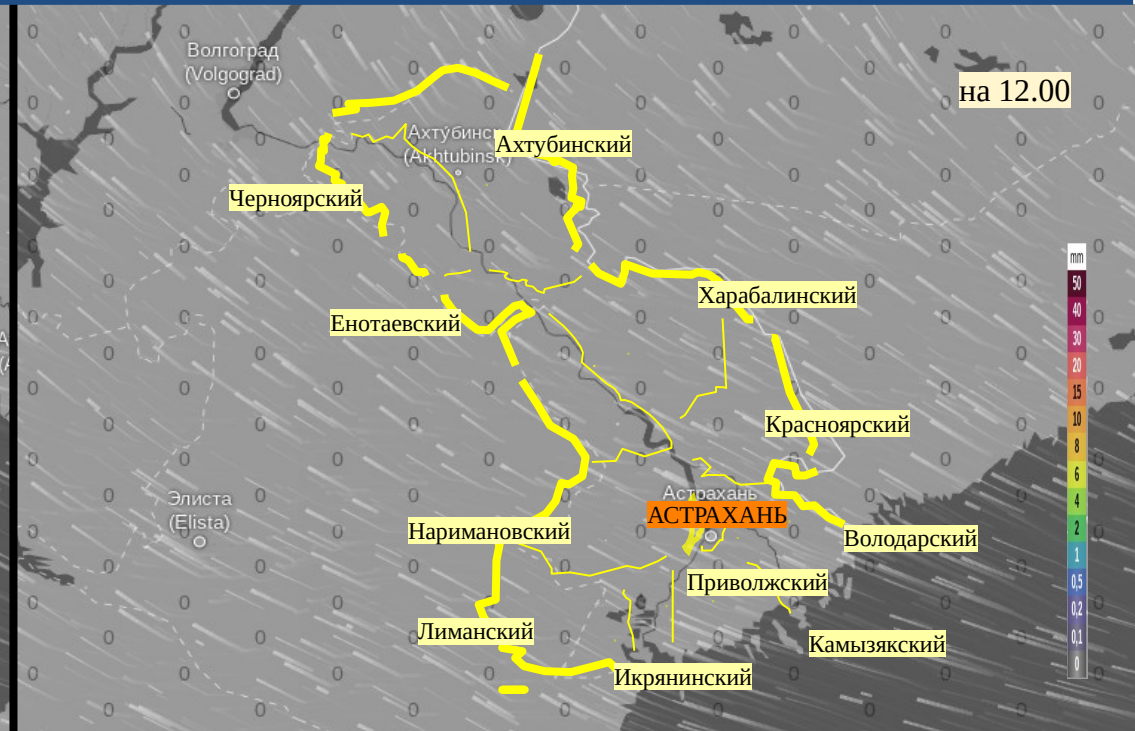 Волгоград
(Volgograd)
на 12.00
Ахтубинск
(Akhtubinsk)
Ахтубинский
Черноярский
Харабалинский
Енотаевский
Красноярский
Элиста
(Elista)
Астрахань
АСТРАХАНЬ
Наримановский
Володарский
Приволжский
Лиманский
Камызякский
Икрянинский
mm
50
40
30
20
15
10
8
6
4
2
1
0,5
0,2
0,1
0